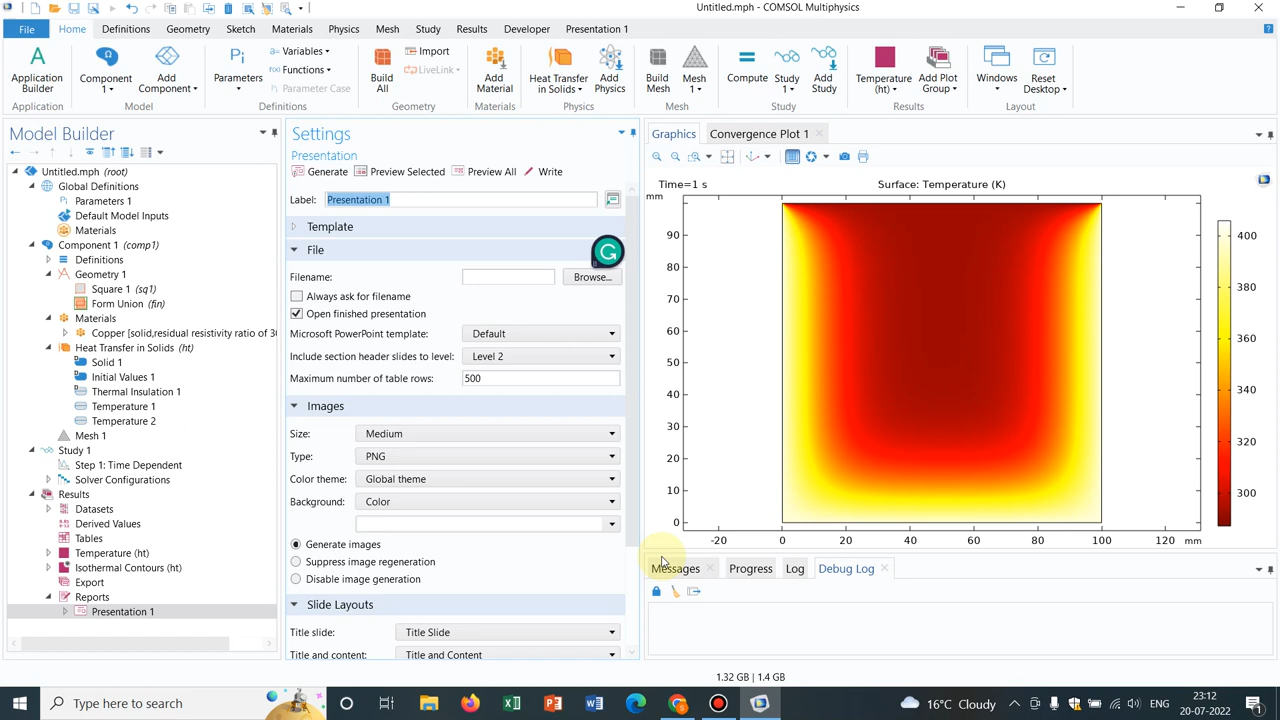 Untitled.mph - COMSOL Multiphysics
File Home Definitions Geometry Sketch Materials Physics Mesh Study Results Developer Presentation 1
Application Builder
Component 1
Add Component
Pi
Parameters
a= Variables
f(x) Functions
Parameter Case
Build All
Import
LiveLink
Add Material
Heat Transfer in Solids
Add Physics
Build Mesh
Mesh 1
Compute
Study 1
Add Study
Temperature (ht)
Add Plot Group
Windows
Reset Desktop
Application Model Definitions Geometry Materials Physics Mesh Study Results Layout
Model Builder
Untitled.mph (root)
Global Definitions
Pi Parameters 1
Default Model Inputs
Materials
Component 1 (comp1)
Definitions
Geometry 1
Square 1 (sq1)
Form Union (fin)
Materials
Copper [solid,residual resistivity ratio of 30
Heat Transfer in Solids (ht)
Solid 1
Initial Values 1
Thermal Insulation 1
Temperature 1
Temperature 2
Mesh 1
Study 1
Step 1: Time Dependent
Solver Configurations
Results
Datasets
Derived Values
Tables
Temperature (ht)
Isothermal Contours (ht)
Export
Reports
Presentation 1
Settings
Presentation
Generate Preview Selected Preview All Write
Label: Presentation 1
Template
File
Filename: Browse...
Always ask for filename
Open finished presentation
Microsoft PowerPoint template: Default
Include section header slides to level: Level 2
Maximum number of table rows: 500
Images
Size: Medium
Type: PNG
Color theme: Global theme
Background: Color
Generate images
Suppress image regeneration
Disable image generation
Slide Layouts
Title slide: Title Slide
Title and content: Title and Content
Graphics Convergence Plot 1
Time=1 s Surface: Temperature (K)
mm
90
80
70
60
50
40
30
20
10
0
-20 0 20 40 60 80 100 120 mm
400
380
360
340
320
300
Messages Progress Log Debug Log
1.32 GB | 1.4 GB
Type here to search
16°C Cloudy
ENG
23:12
20-07-2022
1